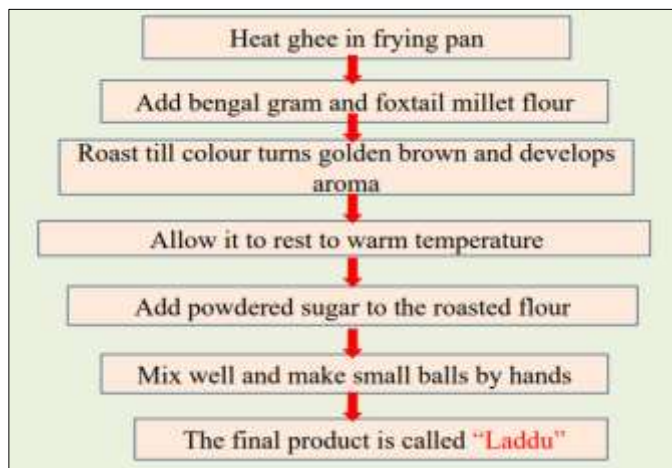 Heat ghee in frying pan
Add bengal gram and foxtail millet flour
Roast till colour turns golden brown and develops
aroma
Allow it to rest to warm temperature
Add powdered sugar to the roasted flour
Mix well and make small balls by hands
The final product is called “Laddu”